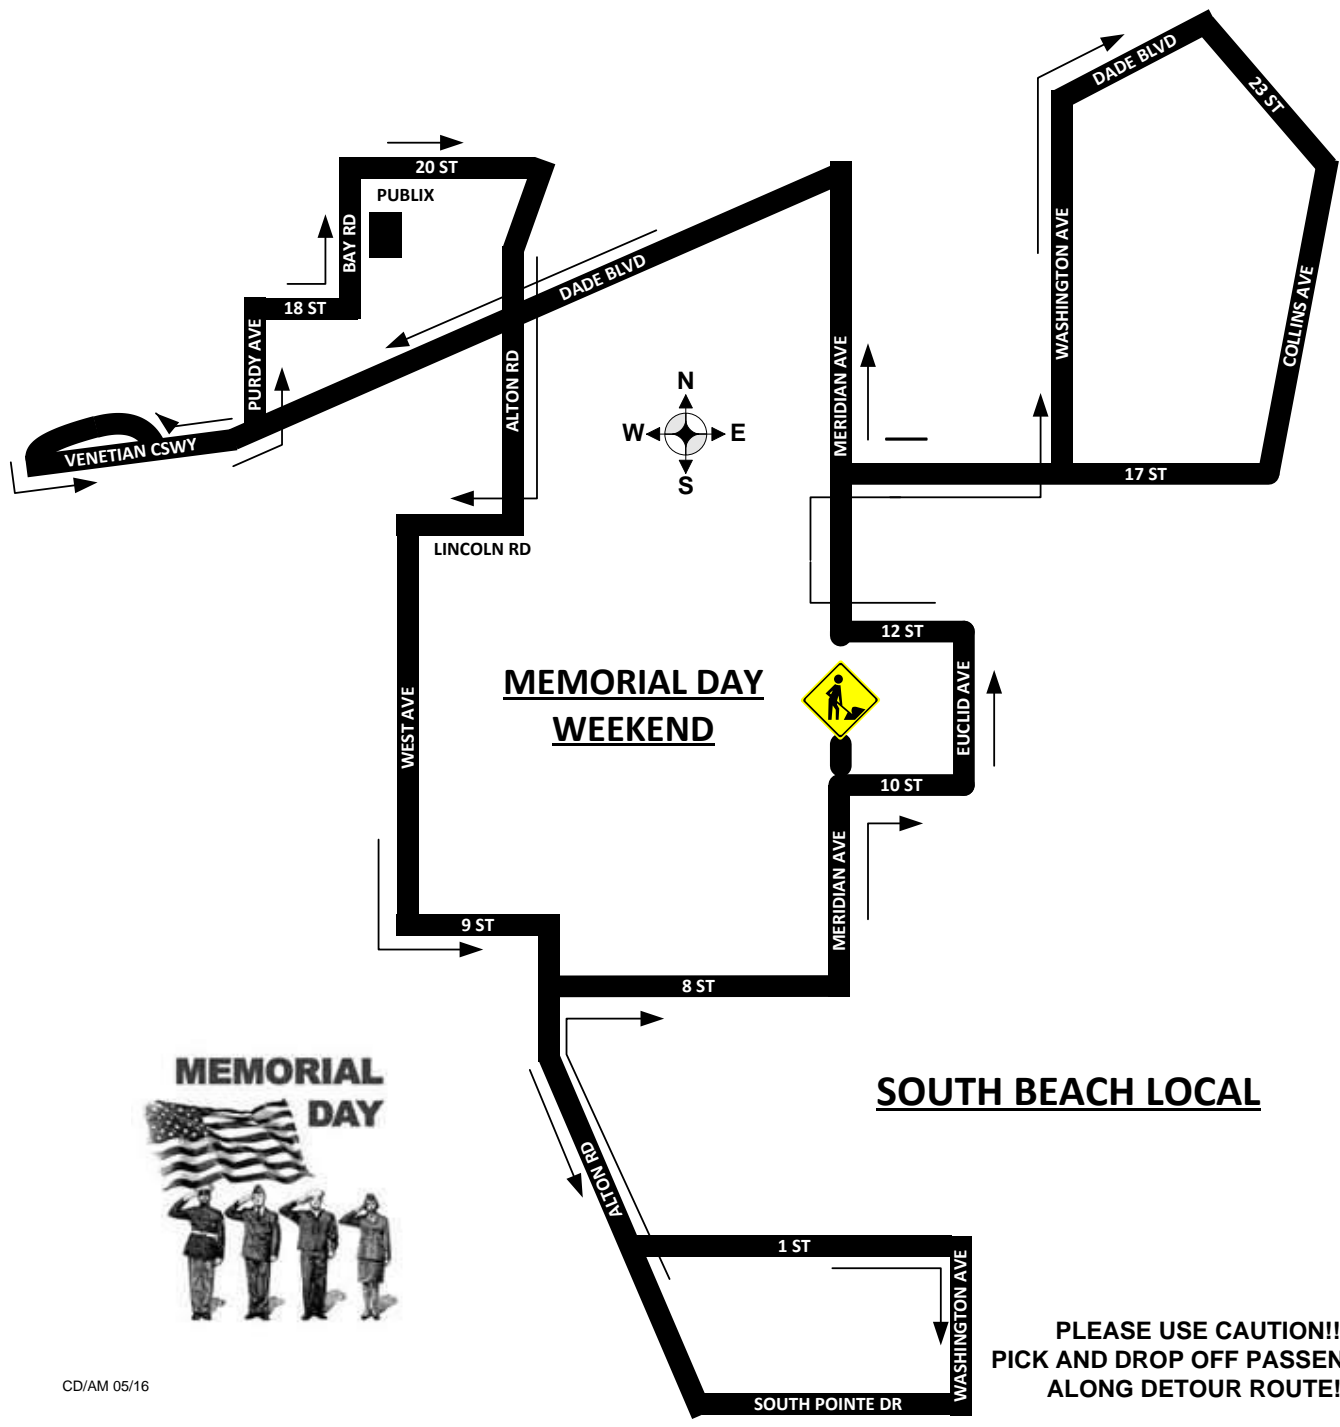 DADE BLVD
23 ST
20 ST
PUBLIX
BAY RD
WASHINGTON AVE
DADE BLVD
18 ST
COLLINS AVE
PURDY AVE
ALTON RD
MERIDIAN AVE
N
W E
S
VENETIAN CSWY
17 ST
LINCOLN RD
12 ST
MEMORIAL DAY
WEEKEND
EUCLID AVE
WEST AVE
10 ST
MERIDIAN AVE
9 ST
8 ST
MEMORIAL
DAY
SOUTH BEACH LOCAL
ALTON RD
1 ST
WASHINGTON AVE
PLEASE USE CAUTION!!
PICK AND DROP OFF PASSEN
ALONG DETOUR ROUTE!
CD/AM 05/16
SOUTH POINTE DR